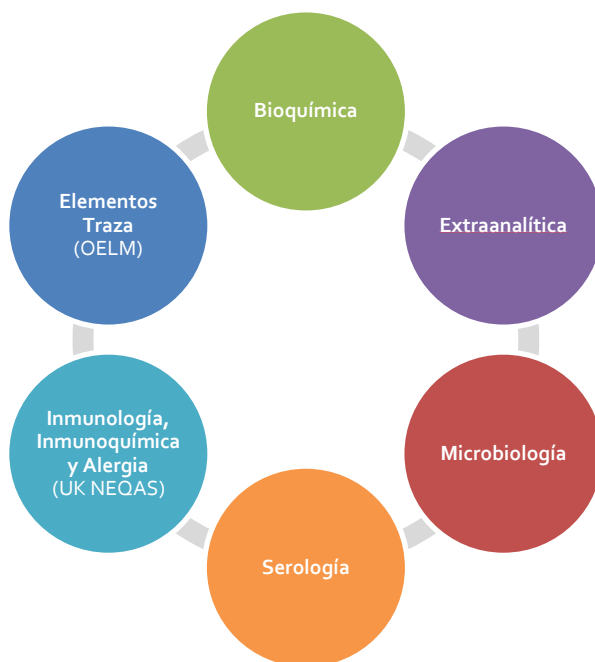 Bioquímica
Extraanalítica
Microbiología
Serología
Inmunología,
Inmunoquímica
y Alergia
(UK NEQAS)
Elementos
Traza
(OELM)